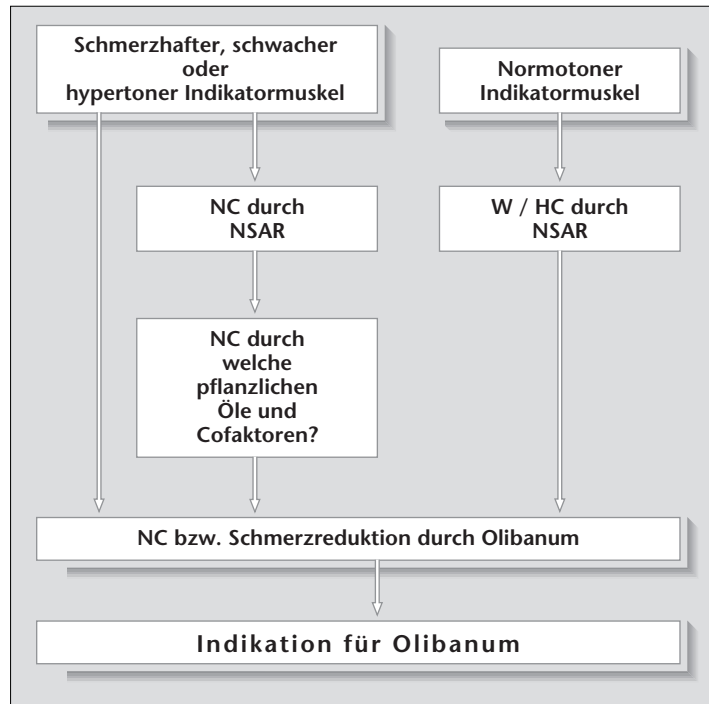 Schmerzhafter, schwacher
oder
hypertoner Indikatormuskel
Normotoner
Indikatormuskel
NC durch
NSAR
W / HC durch
NSAR
NC durch
welche
pflanzlichen
Öle und
Cofaktoren?
NC bzw. Schmerzreduktion durch Olibanum
Indikation für Olibanum